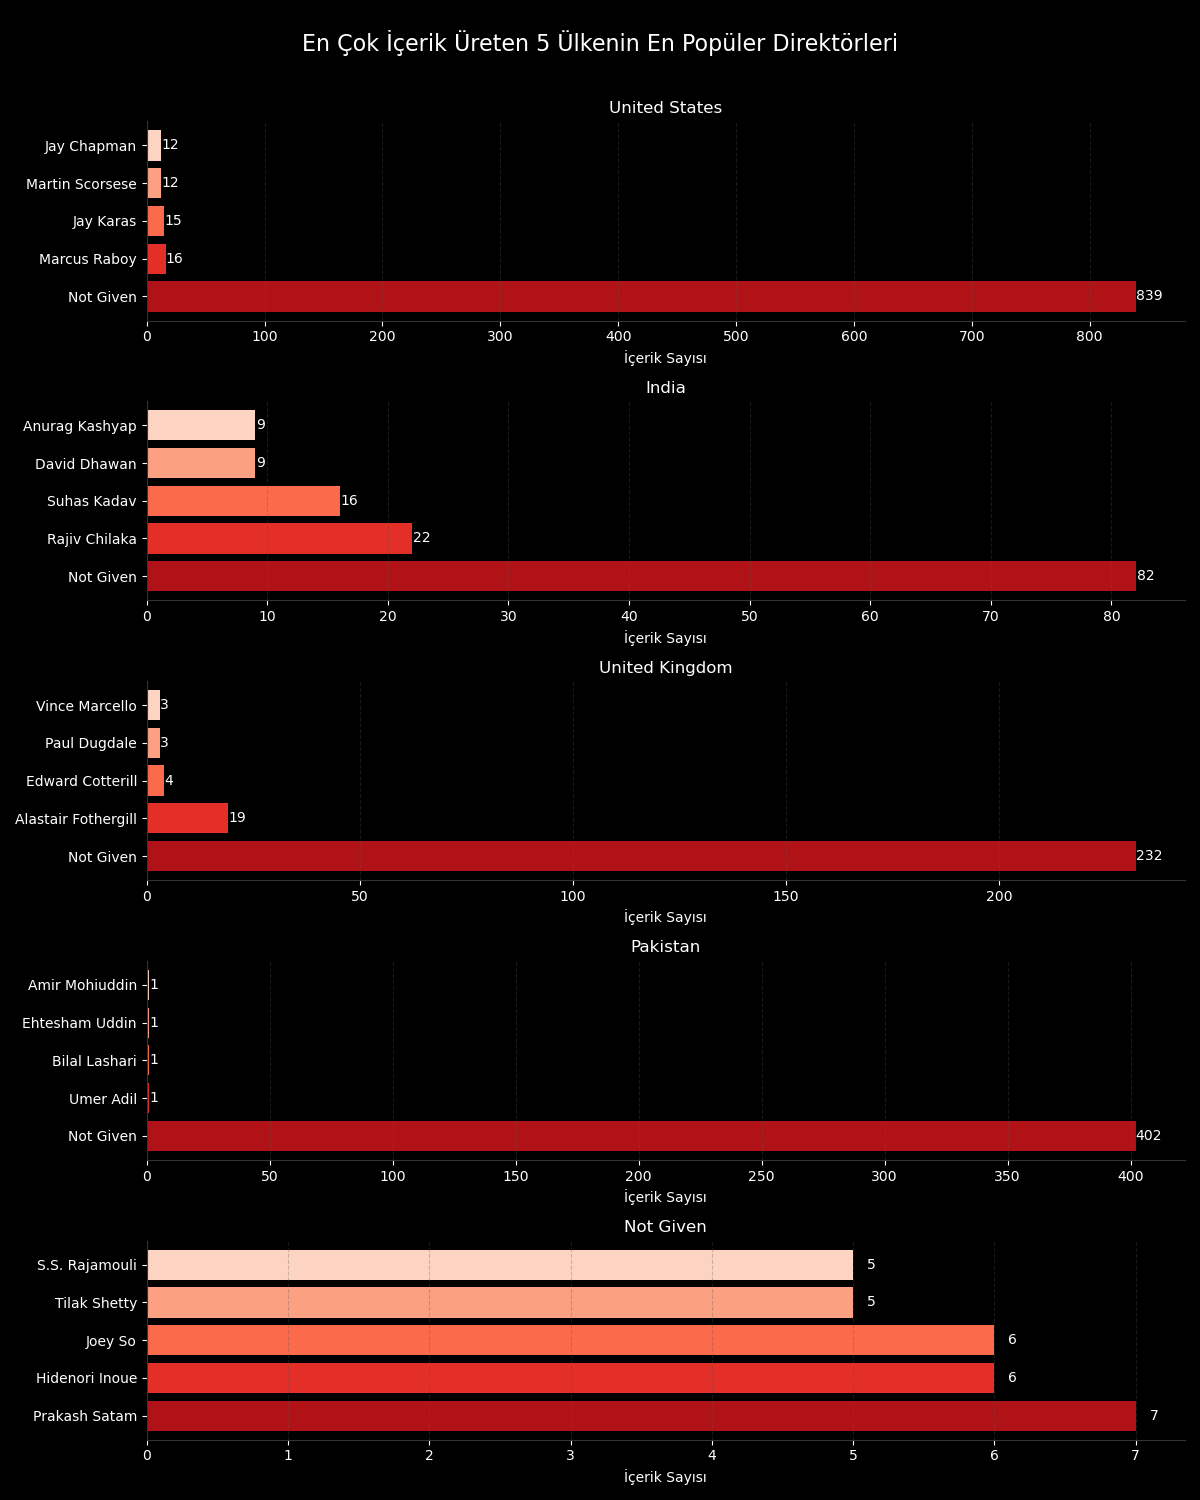 En Çok İçerik Üreten 5 Ülkenin En Popüler Direktörleri
United States
Jay Chapman 12
Martin Scorsese 12
Jay Karas 15
Marcus Raboy 16
Not Given 839
0 100 200 300 400 500 600 700 800
İçerik Sayısı
India
Anurag Kashyap 9
David Dhawan 9
Suhas Kadav 16
Rajiv Chilaka 22
Not Given 82
0 10 20 30 40 50 60 70 80
İçerik Sayısı
United Kingdom
Vince Marcello 3
Paul Dugdale 3
Edward Cotterill 4
Alastair Fothergill 19
Not Given 232
0 50 100 150 200
İçerik Sayısı
Pakistan
Amir Mohiuddin 1
Ehtesham Uddin 1
Bilal Lashari 1
Umer Adil 1
Not Given 402
0 50 100 150 200 250 300 350 400
İçerik Sayısı
Not Given
S.S. Rajamouli 5
Tilak Shetty 5
Joey So 6
Hidenori Inoue 6
Prakash Satam 7
0 1 2 3 4 5 6 7
İçerik Sayısı